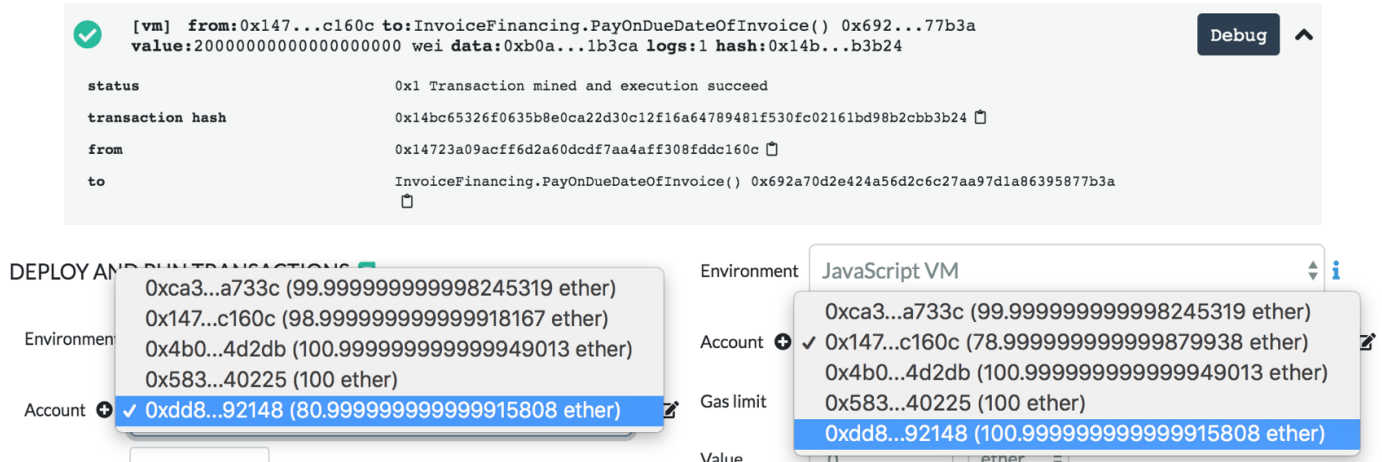 [vm] from:0x147...c160c to:InvoiceFinancing.PayOnDueDateOfInvoice() 0x692...77b3a
value:20000000000000000000 wei data:0xb0a...1b3ca logs:1 hash:0x14b...b3b24
Debug
status 0x1 Transaction mined and execution succeed
transaction hash 0x14bc65326f0635b8e0ca22d30c12f16a64789481f530fc02161bd98b2cbb3b24
from 0x14723a09acff6d2a60dcdf7aa4aff308fddc160c
to InvoiceFinancing.PayOnDueDateOfInvoice() 0x692a70d2e424a56d2c6c27aa97d1a86395877b3a
DEPLOY AND RUN TRANSACTIONS
0xca3...a733c (99.999999999998245319 ether)
0x147...c160c (98.999999999999918167 ether)
Environment
0x4b0...4d2db (100.999999999999949013 ether)
0x583...40225 (100 ether)
Account
0xdd8...92148 (80.999999999999915808 ether)
Environment JavaScript VM
0xca3...a733c (99.999999999998245319 ether)
Account 0x147...c160c (78.999999999999879938 ether)
0x4b0...4d2db (100.999999999999949013 ether)
Gas limit 0x583...40225 (100 ether)
0xdd8...92148 (100.999999999999915808 ether)
Value 0 ether